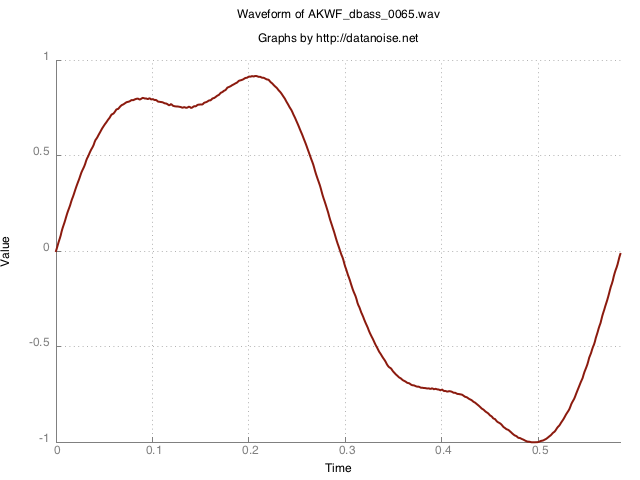 Waveform of AKWF_dbass_0065.wav
Graphs by http://datanoise.net
1
0.5
0
-0.5
-1
Value
0 0.1 0.2 0.3 0.4 0.5
Time